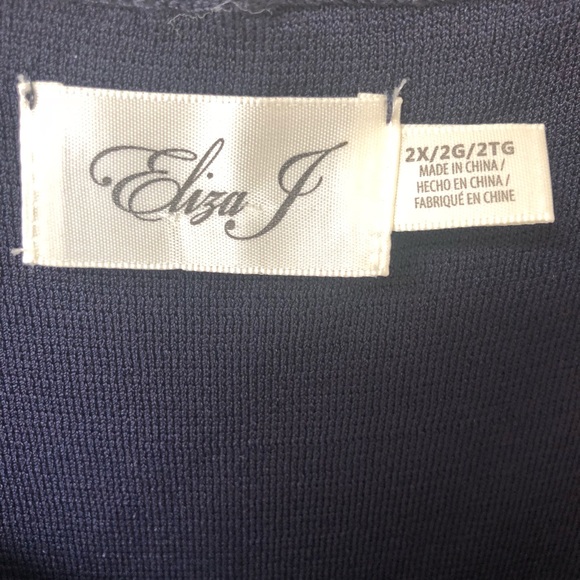 Eliza J
2X/2G/2TG
MADE IN CHINA /
HECHO EN CHINA /
FABRIQUÉ EN CHINE